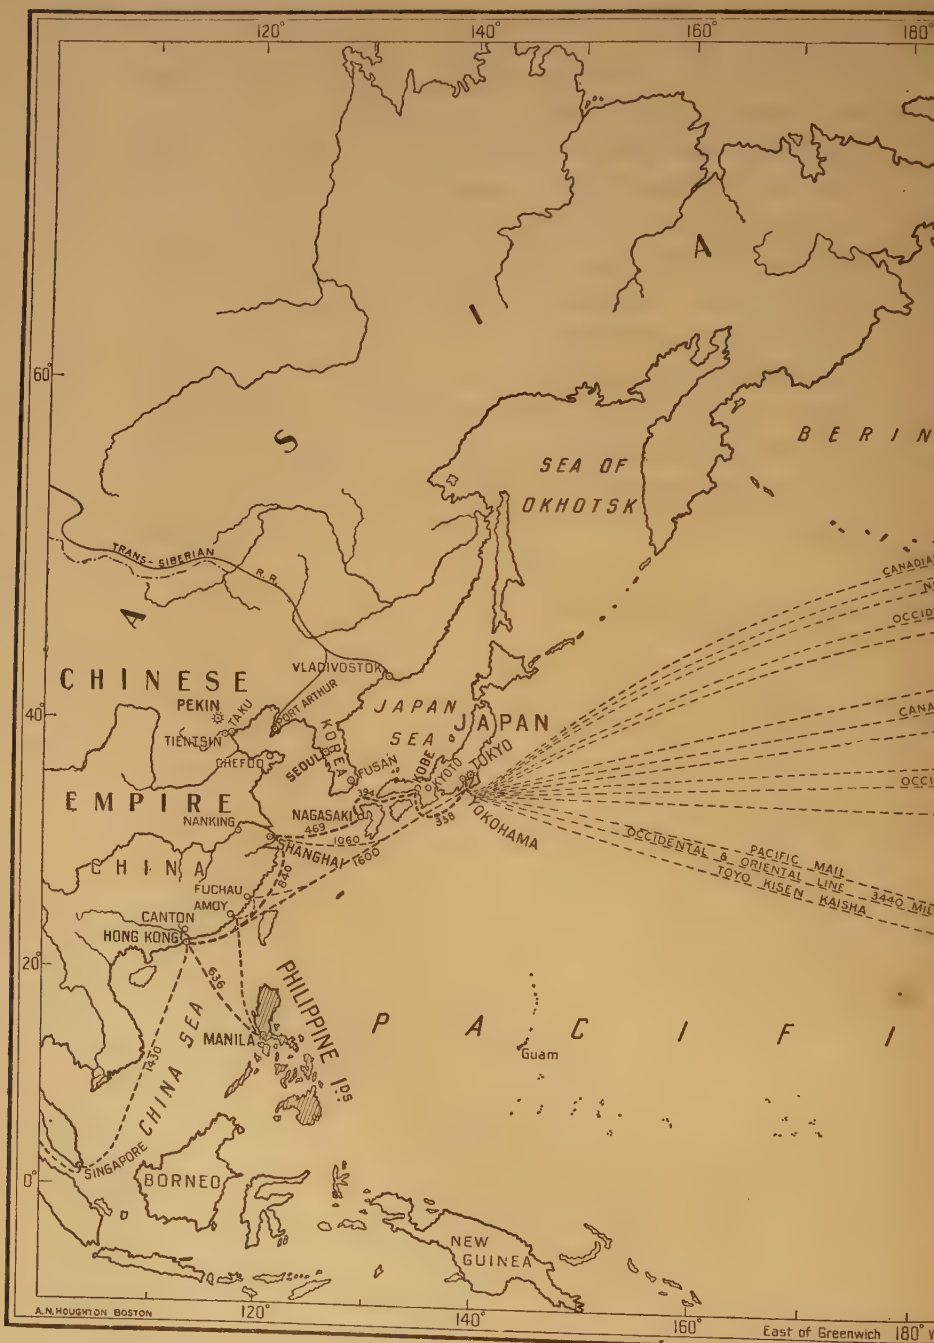 120°
140°
160°
180°
A
I
60°
S
BERIN
SEA OF
OKHOTSK
TRANS-SIBERIAN
R.R.
CANADIAN
N
OCCID
A
VLADIVOSTOK
CHINESE
PEKIN
TAKU
PORT ARTHUR
JAPAN
SEA
JAPAN
CANA
40°
TIENTSIN
CHEFOO
KOREA
SEOUL
FUSAN
KOBE
KYOTO
TOKYO
OCCI
EMPIRE
384
NAGASAKI
358
YOKOHAMA
NANKING
469
1060
SHANGHAI
1600
840
CHINA
PACIFIC MAIL
OCCIDENTAL & ORIENTAL LINE 3440 MIL
TOYO KISEN KAISHA
FUCHAU
AMOY
CANTON
HONG KONG
20°
636
PHILIPPINE IDS
PACIFI
MANILA
Guam
1430
CHINA SEA
SINGAPORE
0°
BORNEO
NEW
GUINEA
A.N. HOUGHTON BOSTON
120°
140°
160°
East of Greenwich 180° W